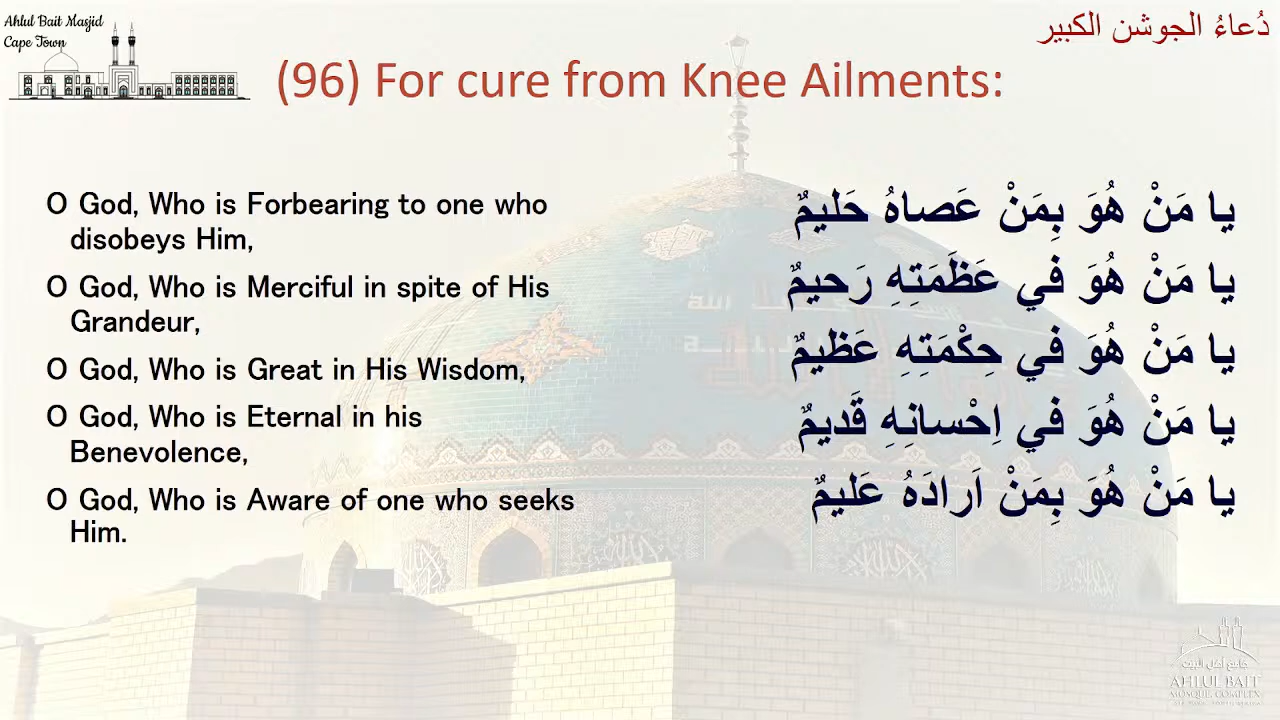 Ahlul Bait Masjid
Cape Town
دُعاءُ الجوشن الكبير
(96) For cure from Knee Ailments:
O God, Who is Forbearing to one who
disobeys Him,
O God, Who is Merciful in spite of His
Grandeur,
O God, Who is Great in His Wisdom,
O God, Who is Eternal in his
Benevolence,
O God, Who is Aware of one who seeks
Him.
يا مَنْ هُوَ بِمَنْ عَصاهُ حَليمٌ
يا مَنْ هُوَ في عَظَمَتِهِ رَحيمٌ
يا مَنْ هُوَ في حِكْمَتِهِ عَظيمٌ
يا مَنْ هُوَ في اِحْسانِهِ قَديمٌ
يا مَنْ هُوَ بِمَنْ اَرادَهُ عَليمٌ
جامع أهل البيت
AHLUL BAIT
MOSQUE COMPLEX